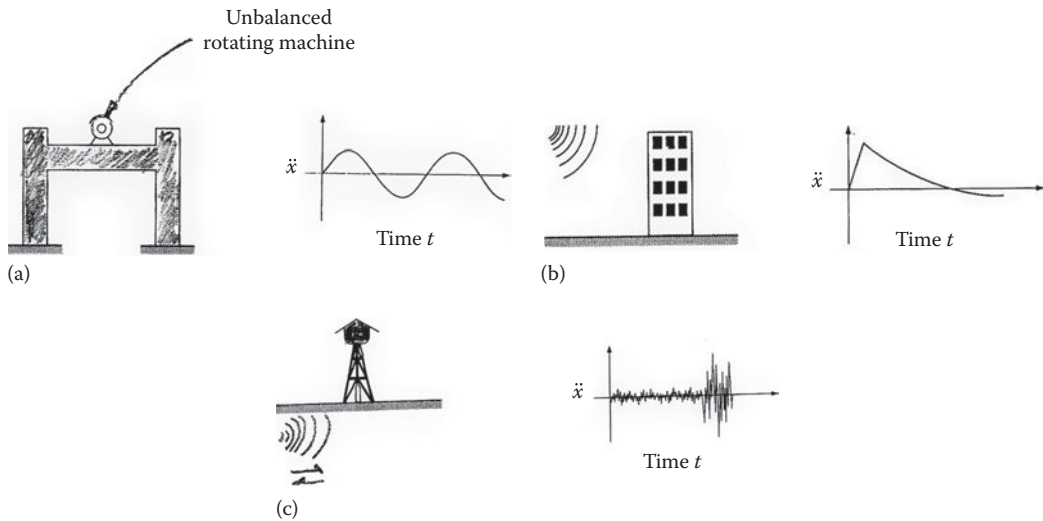 Unbalanced
rotating machine
ẍ
Time t
(a)
ẍ
Time t
(b)
ẍ
Time t
(c)